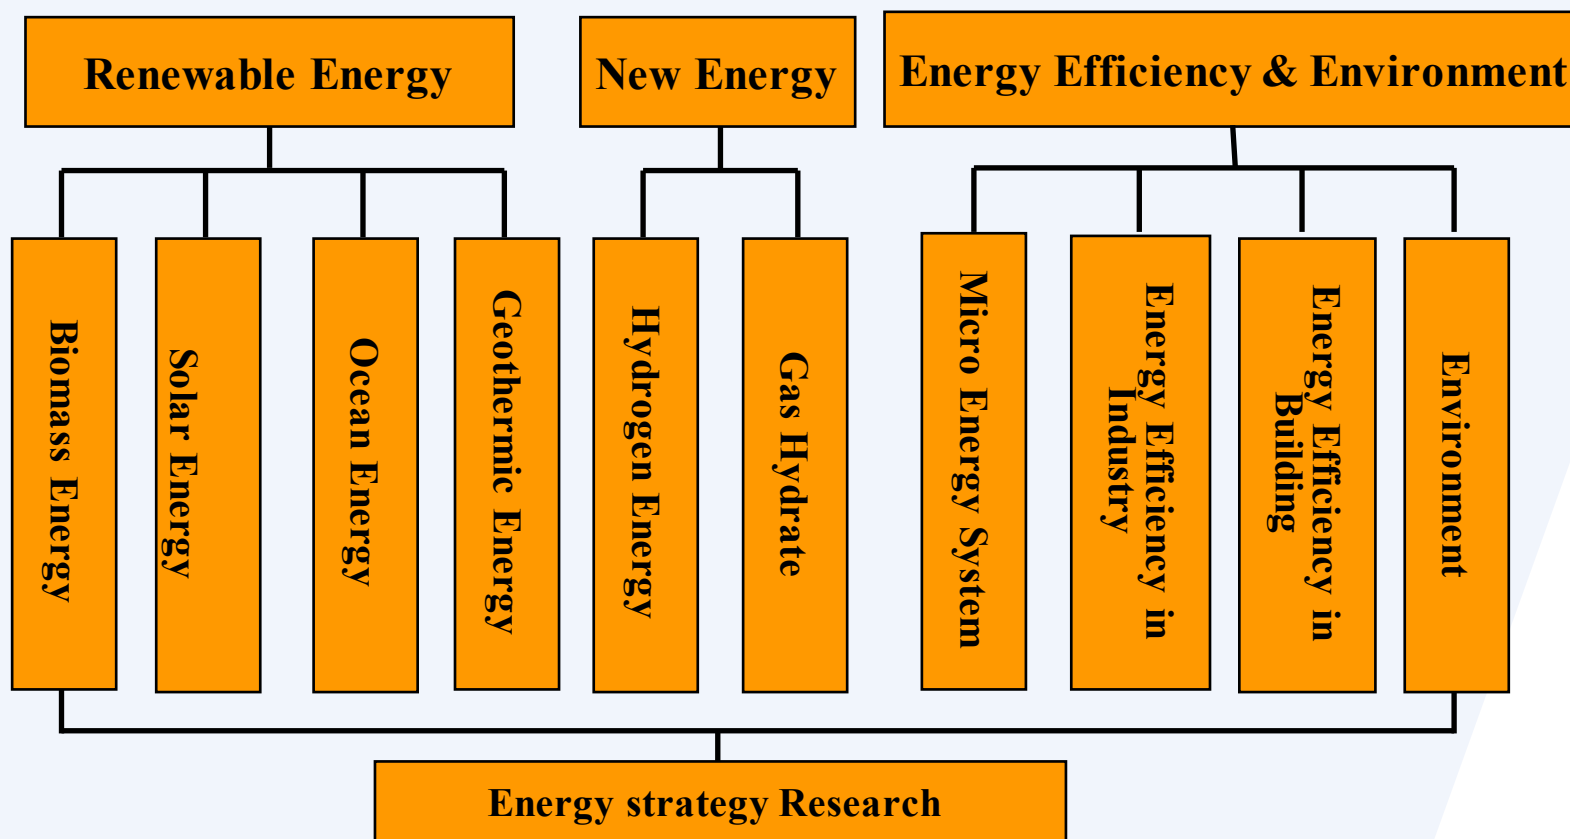 Renewable Energy
New Energy
Energy Efficiency & Environment
Biomass Energy
Solar Energy
Ocean Energy
Geothermic Energy
Hydrogen Energy
Gas Hydrate
Micro Energy System
Energy Efficiency in
Industry
Energy Efficiency in
Building
Environment
Energy strategy Research